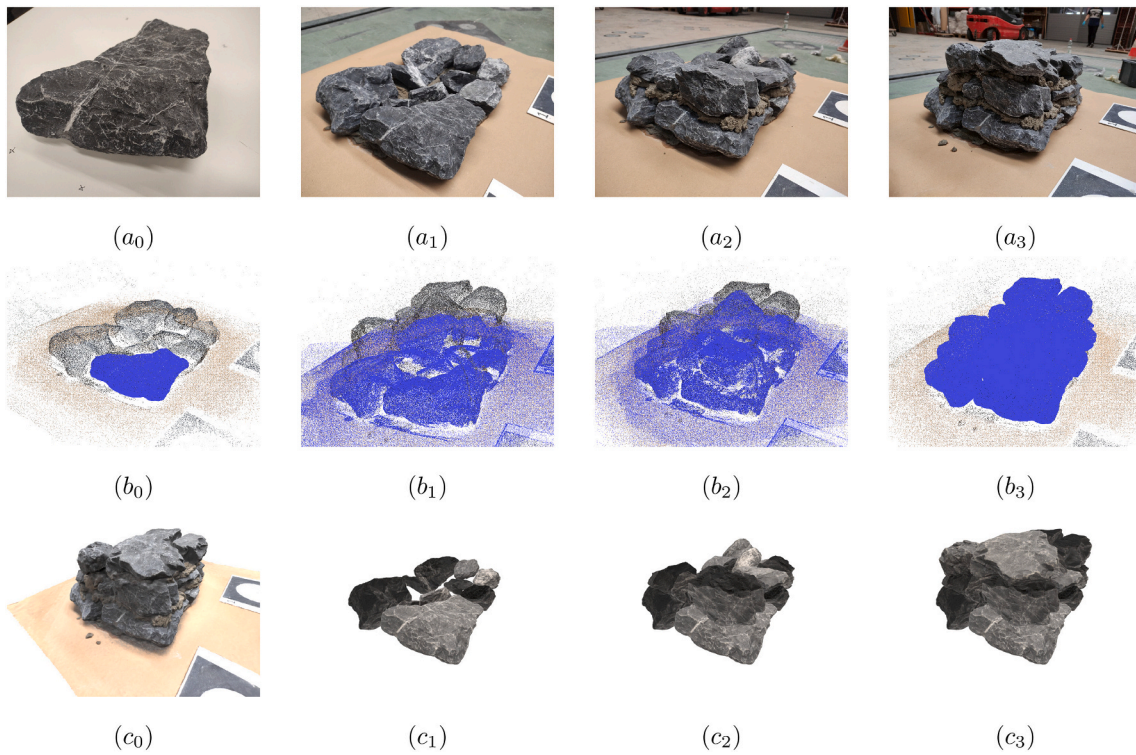 (a₀) (a₁) (a₂) (a₃)
(b₀) (b₁) (b₂) (b₃)
(c₀) (c₁) (c₂) (c₃)